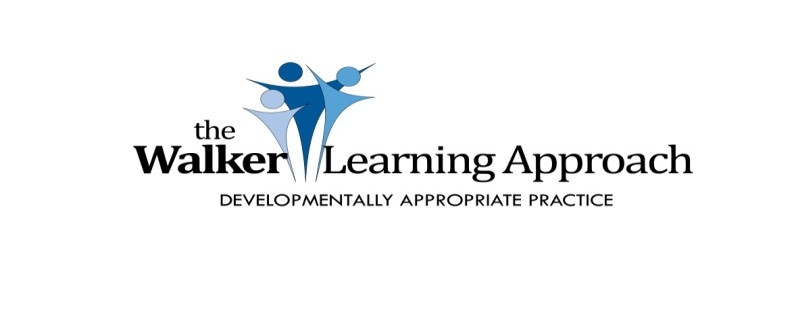 the
Walker Learning Approach
DEVELOPMENTALLY APPROPRIATE PRACTICE